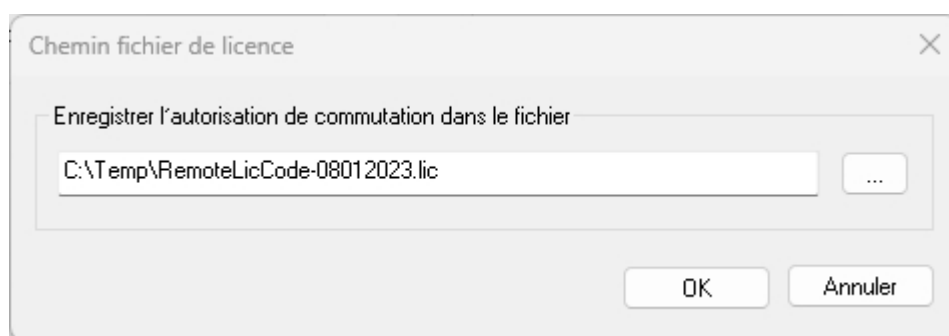 Chemin fichier de licence
Enregistrer l'autorisation de commutation dans le fichier
C:\Temp\RemoteLicCode-08012023.lic
...
OK
Annuler